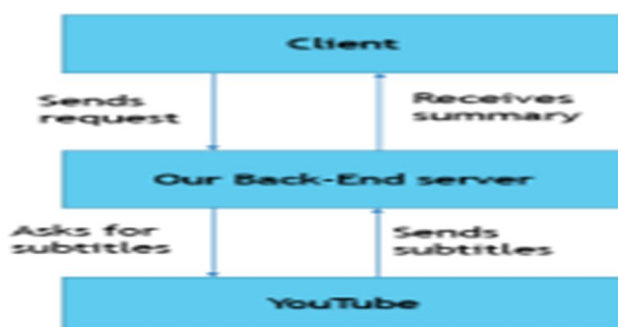 Client
Sends
request
Receives
summary
Our Back-End server
Asks for
subtitles
Sends
subtitles
YouTube